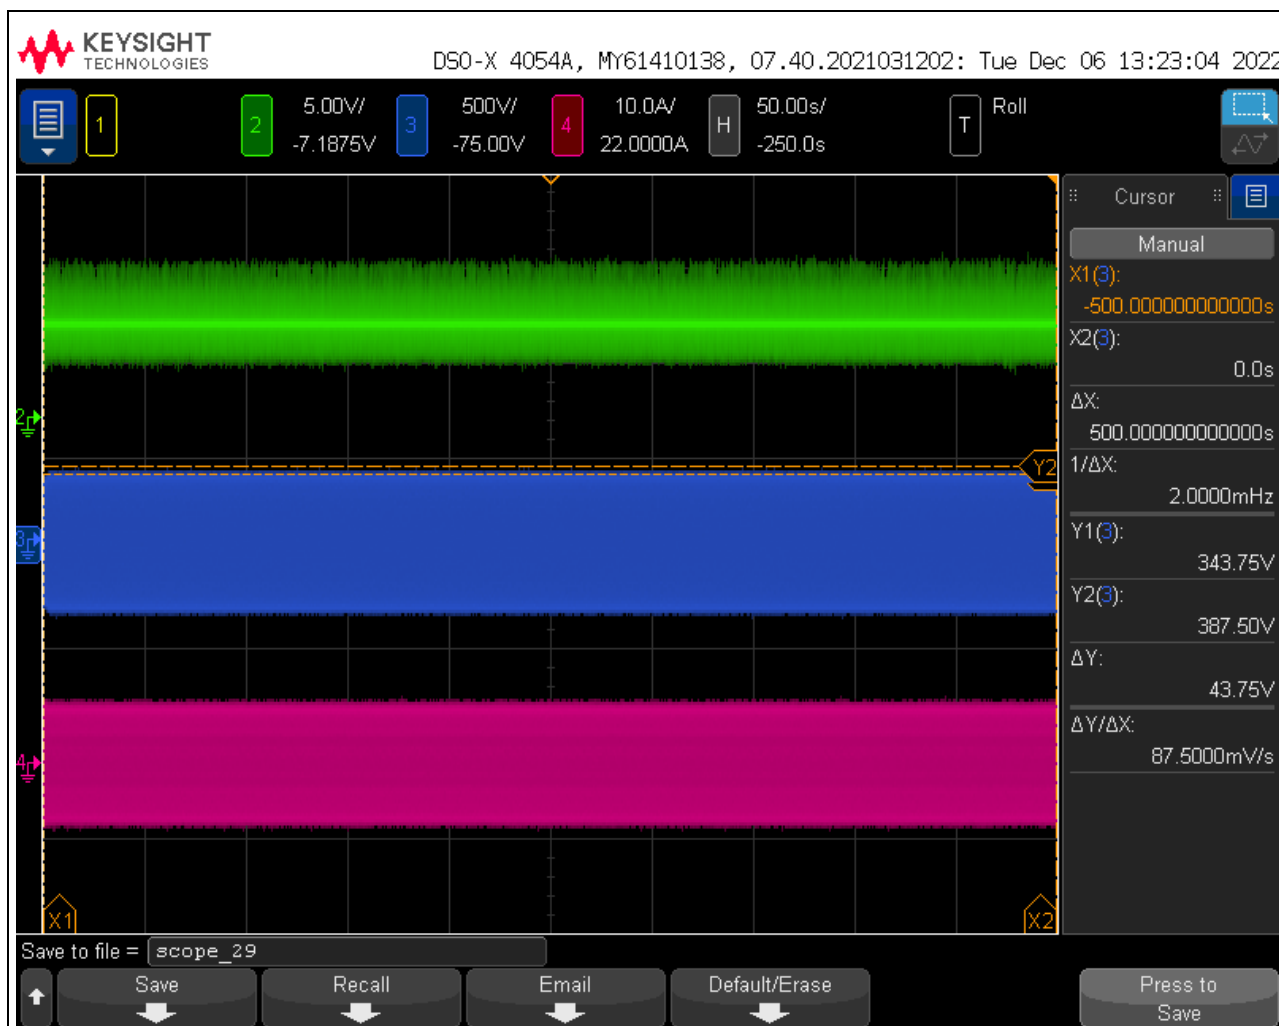 KEYSIGHT
TECHNOLOGIES
DSO-X 4054A, MY61410138, 07.40.2021031202: Tue Dec 06 13:23:04 2022
1
2
5.00V/
-7.1875V
3
500V/
-75.00V
4
10.0A/
22.0000A
H
50.00s/
-250.0s
T
Roll
Cursor
Manual
X1(3):
-500.000000000000s
X2(3):
0.0s
ΔX:
500.000000000000s
1/ΔX:
2.0000mHz
Y1(3):
343.75V
Y2(3):
387.50V
ΔY:
43.75V
ΔY/ΔX:
87.5000mV/s
2
Y2
3
4
X1
X2
Save to file = scope_29
Save
Recall
Email
Default/Erase
Press to
Save